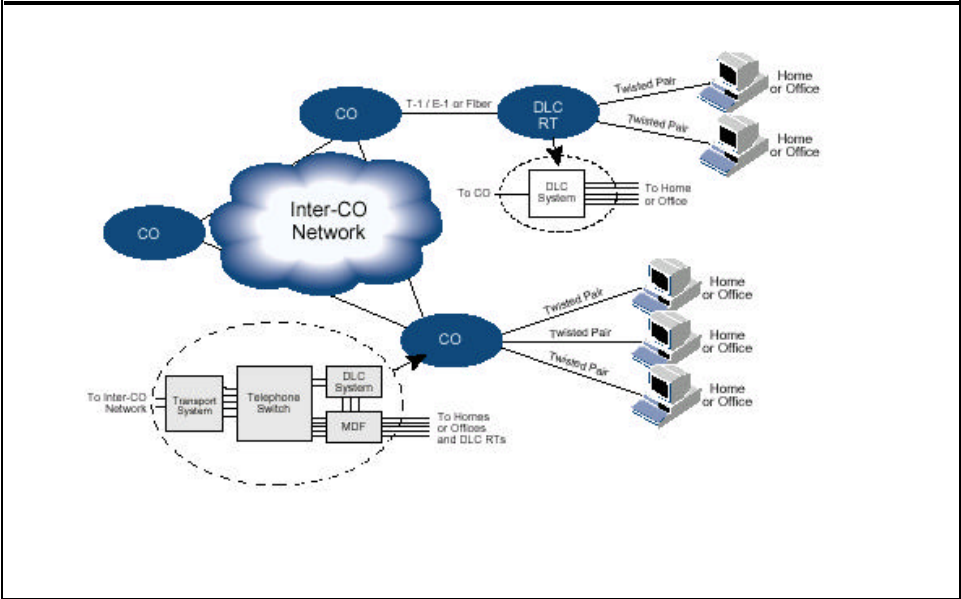 Home
or Office
Twisted Pair
T-1 / E-1 or Fiber
CO
DLC
RT
Twisted Pair
Home
or Office
To CO
DLC
System
To Home
or Office
Inter-CO
Network
CO
Home
or Office
Twisted Pair
CO
Twisted Pair
Home
or Office
Twisted Pair
Home
or Office
To Inter-CO
Network
Transport
System
Telephone
Switch
DLC
System
MDF
To Homes
or Offices
and DLC RTs